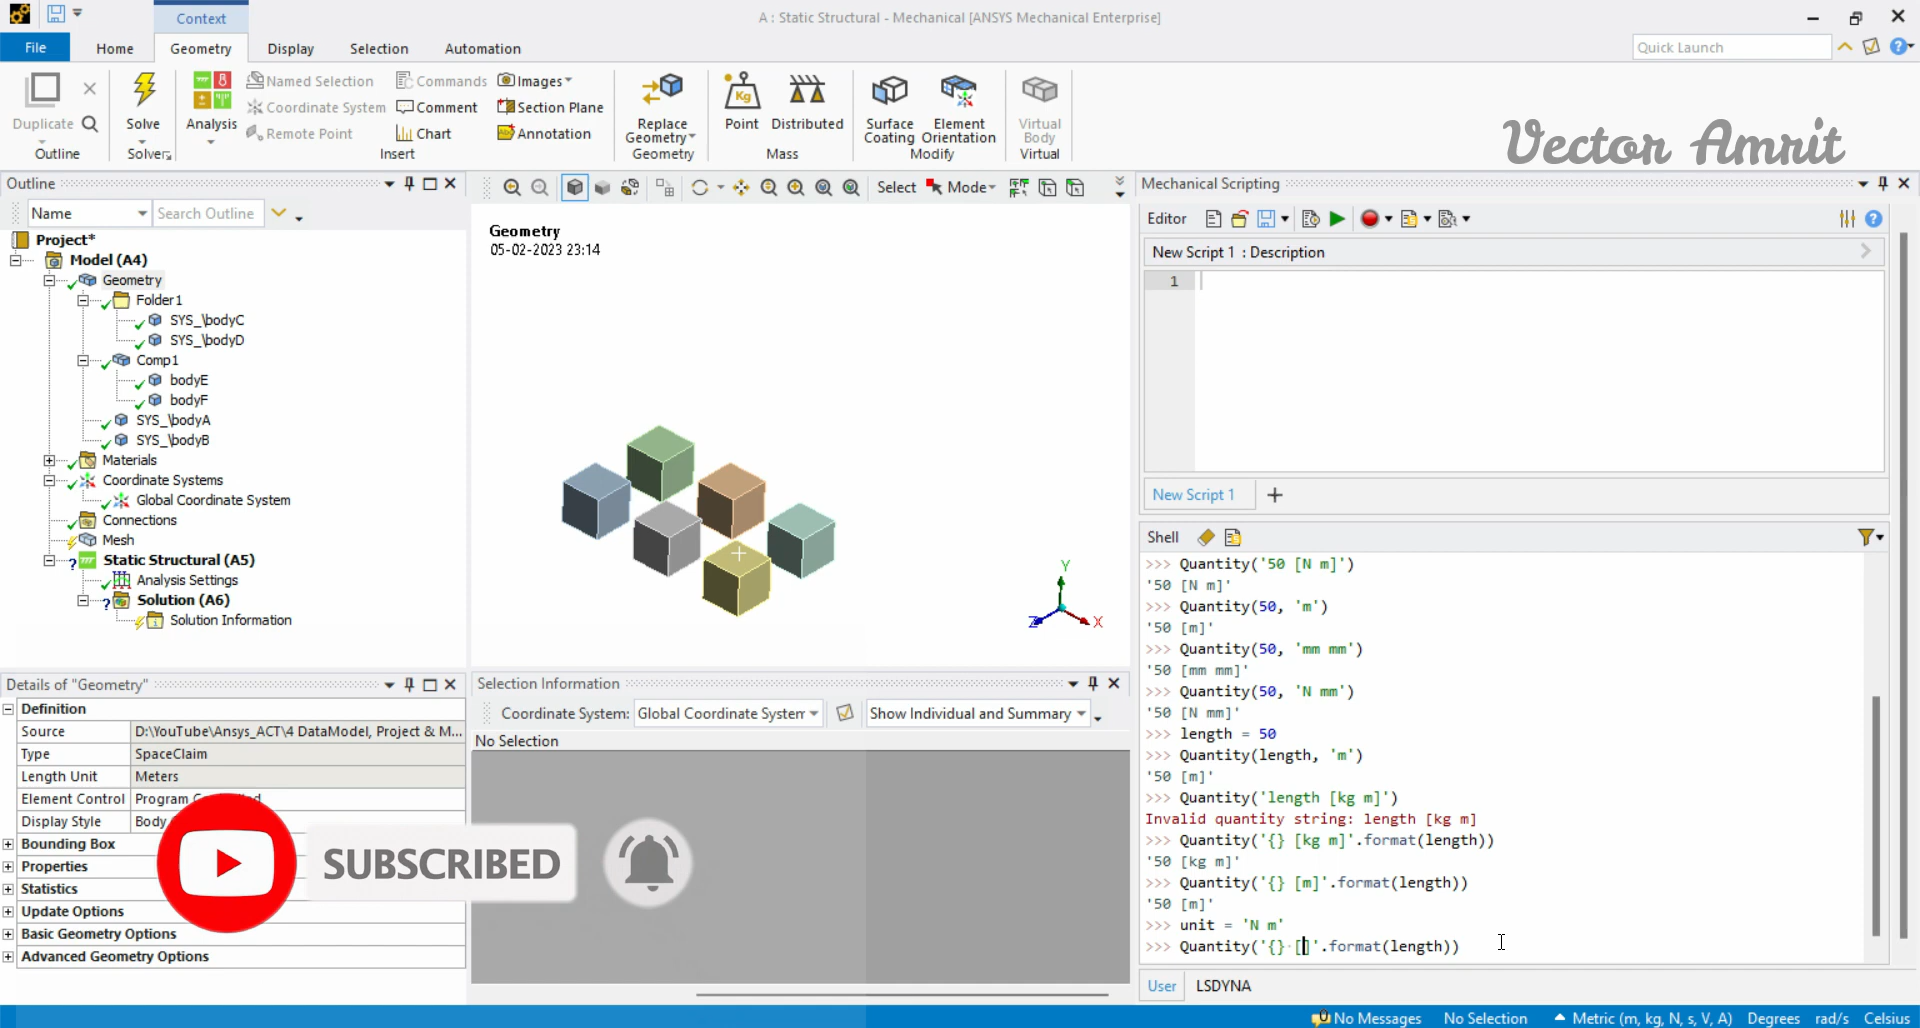 Context
A : Static Structural - Mechanical [ANSYS Mechanical Enterprise]
File
Home
Geometry
Display
Selection
Automation
Quick Launch
Duplicate
Outline
Solve
Solver
Analysis
Named Selection
Coordinate System
Remote Point
Commands
Comment
Chart
Images
Section Plane
Annotation
Insert
Replace
Geometry
Geometry
Kg
Point
Distributed
Mass
Surface
Coating
Element
Orientation
Modify
Virtual
Body
Virtual
Vector Amrit
Outline
Name
Search Outline
Project*
Model (A4)
Geometry
Folder1
SYS_\bodyC
SYS_\bodyD
Comp1
bodyE
bodyF
SYS_\bodyA
SYS_\bodyB
Materials
Coordinate Systems
Global Coordinate System
Connections
Mesh
Static Structural (A5)
Analysis Settings
Solution (A6)
Solution Information
Select
Mode
Geometry
05-02-2023 23:14
Y
Z
X
Details of "Geometry"
Definition
Source D:\YouTube\Ansys_ACT\4 DataModel, Project & M...
Type SpaceClaim
Length Unit Meters
Element Control Program
Display Style Body
Bounding Box
Properties
Statistics
Update Options
Basic Geometry Options
Advanced Geometry Options
SUBSCRIBED
Selection Information
Coordinate System: Global Coordinate System
Show Individual and Summary
No Selection
Mechanical Scripting
Editor
New Script 1 : Description
1
New Script 1 +
Shell
>>> Quantity('50 [N m]')
'50 [N m]'
>>> Quantity(50, 'm')
'50 [m]'
>>> Quantity(50, 'mm mm')
'50 [mm mm]'
>>> Quantity(50, 'N mm')
'50 [N mm]'
>>> length = 50
>>> Quantity(length, 'm')
'50 [m]'
>>> Quantity('length [kg m]')
Invalid quantity string: length [kg m]
>>> Quantity('{} [kg m]'.format(length))
'50 [kg m]'
>>> Quantity('{} [m]'.format(length))
'50 [m]'
>>> unit = 'N m'
>>> Quantity('{} []'.format(length))
User
LSDYNA
No Messages
No Selection
Metric (m, kg, N, s, V, A)
Degrees
rad/s
Celsius